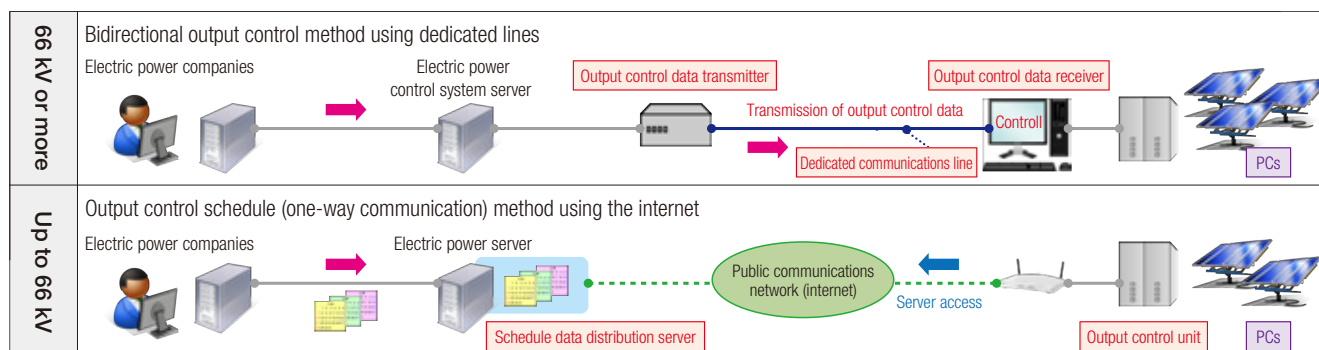 66 kV or more
Bidirectional output control method using dedicated lines
Electric power companies
Electric power
control system server
Output control data transmitter
Output control data receiver
Transmission of output control data
Controll
Dedicated communications line
PCs
Up to 66 kV
Output control schedule (one-way communication) method using the internet
Electric power companies
Electric power server
Public communications
network (internet)
Server access
Schedule data distribution server
Output control unit
PCs